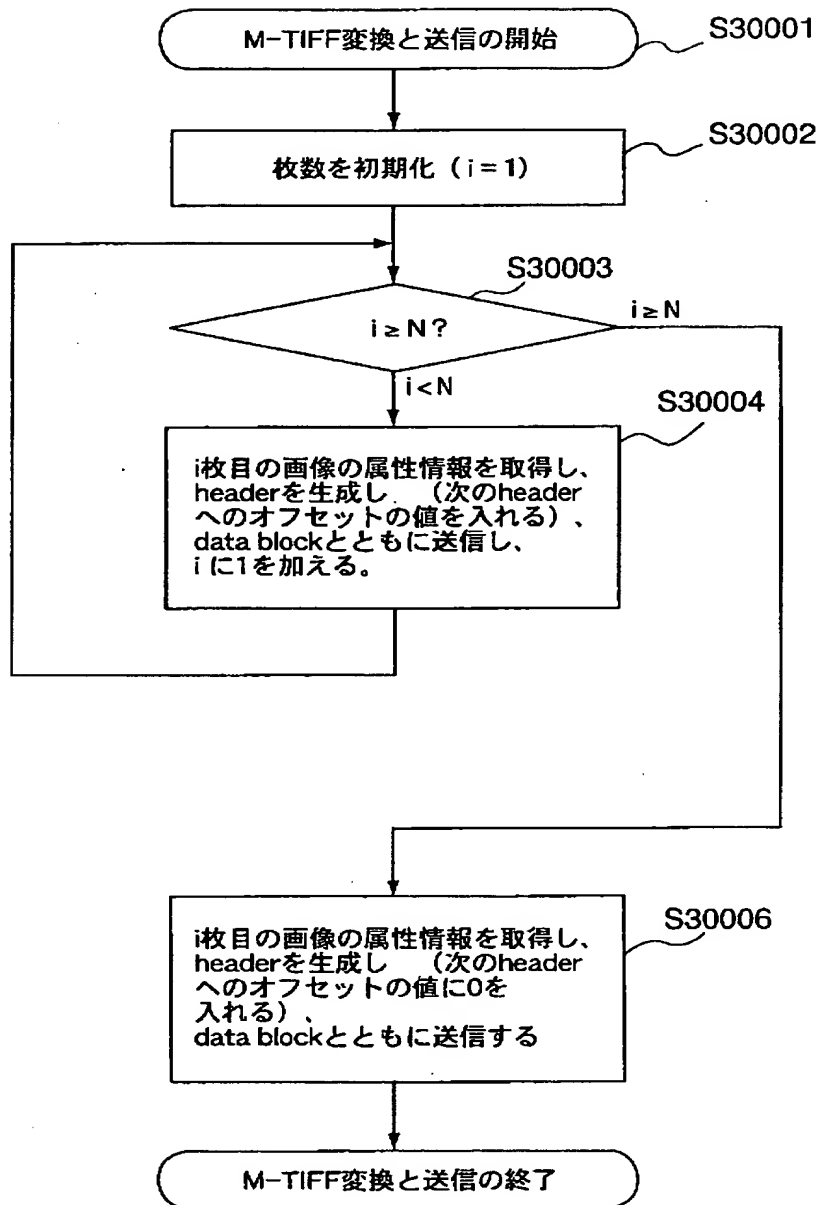 M-TIFF変換と送信の開始
S30001
S30002
枚数を初期化（i=1）
S30003
i≥N?
i≥N
i<N
S30004
i枚目の画像の属性情報を取得し、
headerを生成し （次のheader
へのオフセットの値を入れる）、
data blockとともに送信し、
iに1を加える。
S30006
i枚目の画像の属性情報を取得し、
headerを生成し （次のheader
へのオフセットの値に0を
入れる）、
data blockとともに送信する
M-TIFF変換と送信の終了